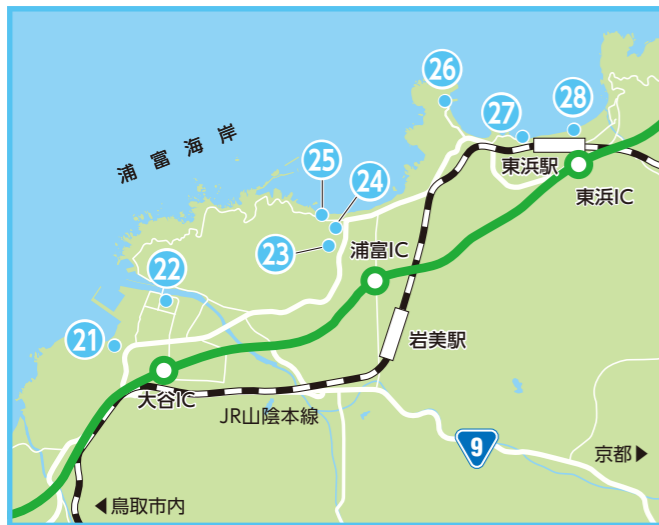 26
28
27
浦富海岸
25
24
東浜駅
東浜IC
23
浦富IC
22
21
岩美駅
大谷IC
JR山陰本線
9
京都▶
◀鳥取市内